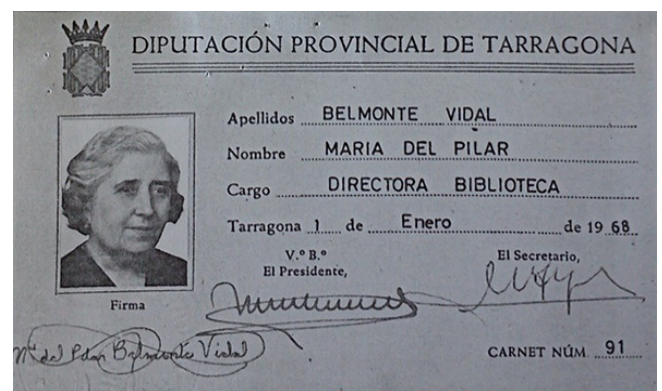 DIPUTACIÓN PROVINCIAL DE TARRAGONA
Apellidos BELMONTE VIDAL
Nombre MARIA DEL PILAR
Cargo DIRECTORA BIBLIOTECA
Tarragona 1 de Enero de 1968
V.º B.º
El Presidente,
El Secretario,
Firma
Mª del Pilar Belmonte Vidal
CARNET NÚM. 91